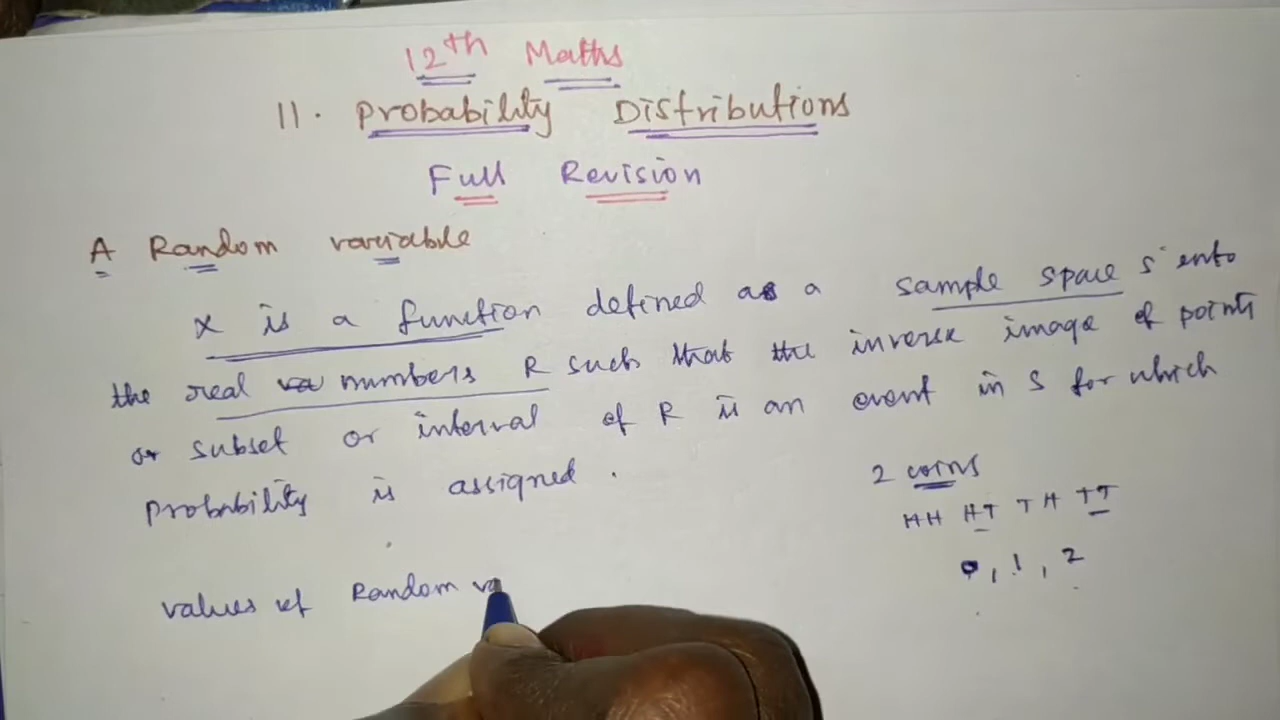 12th Maths
11. Probability Distributions
Full Revision
A Random variable
X is a function defined as a sample space S into
the real numbers R such that the inverse image of points
or subset or interval of R is an event in S for which
probability is assigned.
2 coins
HH HT TH TT
0, 1, 2
values of Random va